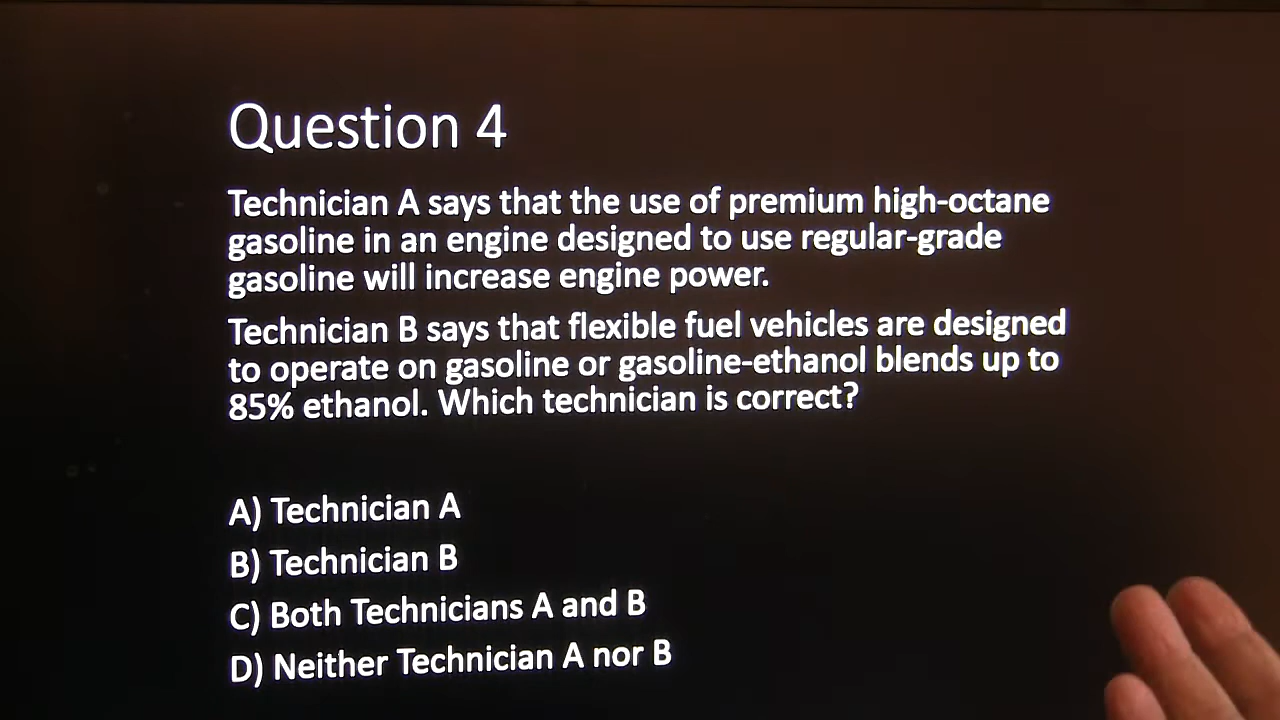 Question 4
Technician A says that the use of premium high-octane
gasoline in an engine designed to use regular-grade
gasoline will increase engine power.
Technician B says that flexible fuel vehicles are designed
to operate on gasoline or gasoline-ethanol blends up to
85% ethanol. Which technician is correct?
A) Technician A
B) Technician B
C) Both Technicians A and B
D) Neither Technician A nor B